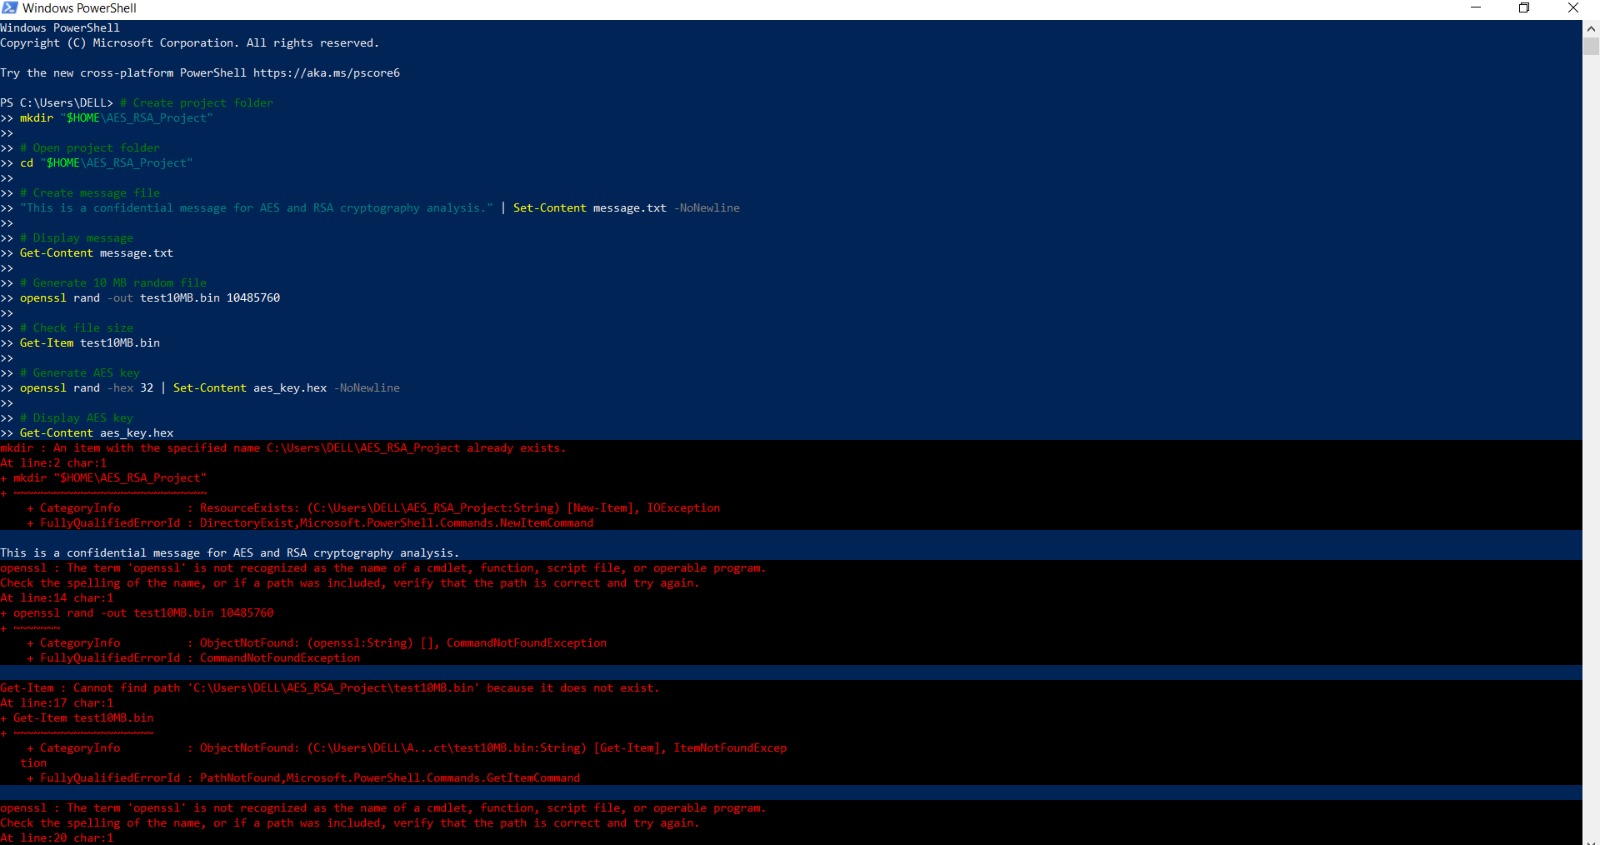 Windows PowerShell
Windows PowerShell
Copyright (C) Microsoft Corporation. All rights reserved.
Try the new cross-platform PowerShell https://aka.ms/pscore6
PS C:\Users\DELL> # Create project folder
>> mkdir "$HOME\AES_RSA_Project"
>>
>> # Open project folder
>> cd "$HOME\AES_RSA_Project"
>>
>> # Create message file
>> "This is a confidential message for AES and RSA cryptography analysis." | Set-Content message.txt -NoNewline
>>
>> # Display message
>> Get-Content message.txt
>>
>> # Generate 10 MB random file
>> openssl rand -out test10MB.bin 10485760
>>
>> # Check file size
>> Get-Item test10MB.bin
>>
>> # Generate AES key
>> openssl rand -hex 32 | Set-Content aes_key.hex -NoNewline
>>
>> # Display AES key
>> Get-Content aes_key.hex
mkdir : An item with the specified name C:\Users\DELL\AES_RSA_Project already exists.
At line:2 char:1
+ mkdir "$HOME\AES_RSA_Project"
+ ~~~~~~~~~~~~~~~~~~~~~~~~~~~~~
    + CategoryInfo          : ResourceExists: (C:\Users\DELL\AES_RSA_Project:String) [New-Item], IOException
    + FullyQualifiedErrorId : DirectoryExist,Microsoft.PowerShell.Commands.NewItemCommand
This is a confidential message for AES and RSA cryptography analysis.
openssl : The term 'openssl' is not recognized as the name of a cmdlet, function, script file, or operable program.
Check the spelling of the name, or if a path was included, verify that the path is correct and try again.
At line:14 char:1
+ openssl rand -out test10MB.bin 10485760
+ ~~~~~~~
    + CategoryInfo          : ObjectNotFound: (openssl:String) [], CommandNotFoundException
    + FullyQualifiedErrorId : CommandNotFoundException
Get-Item : Cannot find path 'C:\Users\DELL\AES_RSA_Project\test10MB.bin' because it does not exist.
At line:17 char:1
+ Get-Item test10MB.bin
+ ~~~~~~~~~~~~~~~~~~~~~
    + CategoryInfo          : ObjectNotFound: (C:\Users\DELL\A...ct\test10MB.bin:String) [Get-Item], ItemNotFoundExcep
   tion
    + FullyQualifiedErrorId : PathNotFound,Microsoft.PowerShell.Commands.GetItemCommand
openssl : The term 'openssl' is not recognized as the name of a cmdlet, function, script file, or operable program.
Check the spelling of the name, or if a path was included, verify that the path is correct and try again.
At line:20 char:1